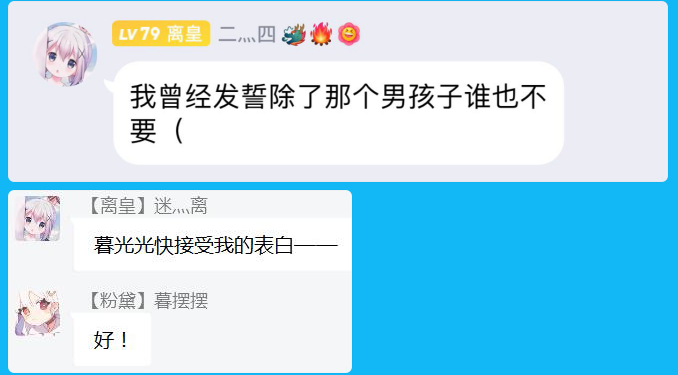 LV79 离皇 二灬四
我曾经发誓除了那个男孩子谁也不
要（
【离皇】迷灬离
暮光光快接受我的表白——
【粉黛】暮摆摆
好！